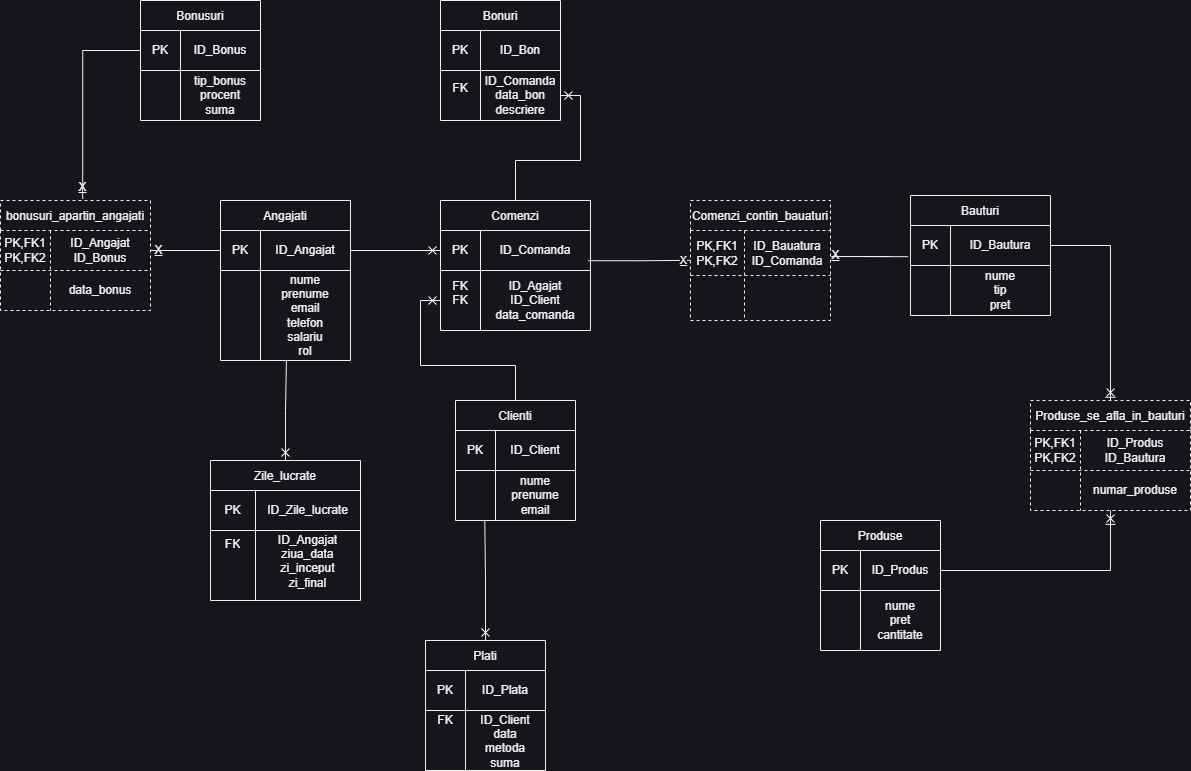 Bonusuri
PK ID_Bonus
tip_bonus
procent
suma
Bonuri
PK ID_Bon
FK ID_Comanda
data_bon
descriere
bonusuri_apartin_angajati
PK,FK1 ID_Angajat
PK,FK2 ID_Bonus
data_bonus
Angajati
PK ID_Angajat
nume
prenume
email
telefon
salariu
rol
Comenzi
PK ID_Comanda
FK ID_Agajat
FK ID_Client
data_comanda
Comenzi_contin_bauaturi
PK,FK1 ID_Bauatura
PK,FK2 ID_Comanda
Bauturi
PK ID_Bautura
nume
tip
pret
Clienti
PK ID_Client
nume
prenume
email
Produse_se_afla_in_bauturi
PK,FK1 ID_Produs
PK,FK2 ID_Bautura
numar_produse
Zile_lucrate
PK ID_Zile_lucrate
FK ID_Angajat
ziua_data
zi_inceput
zi_final
Produse
PK ID_Produs
nume
pret
cantitate
Plati
PK ID_Plata
FK ID_Client
data
metoda
suma